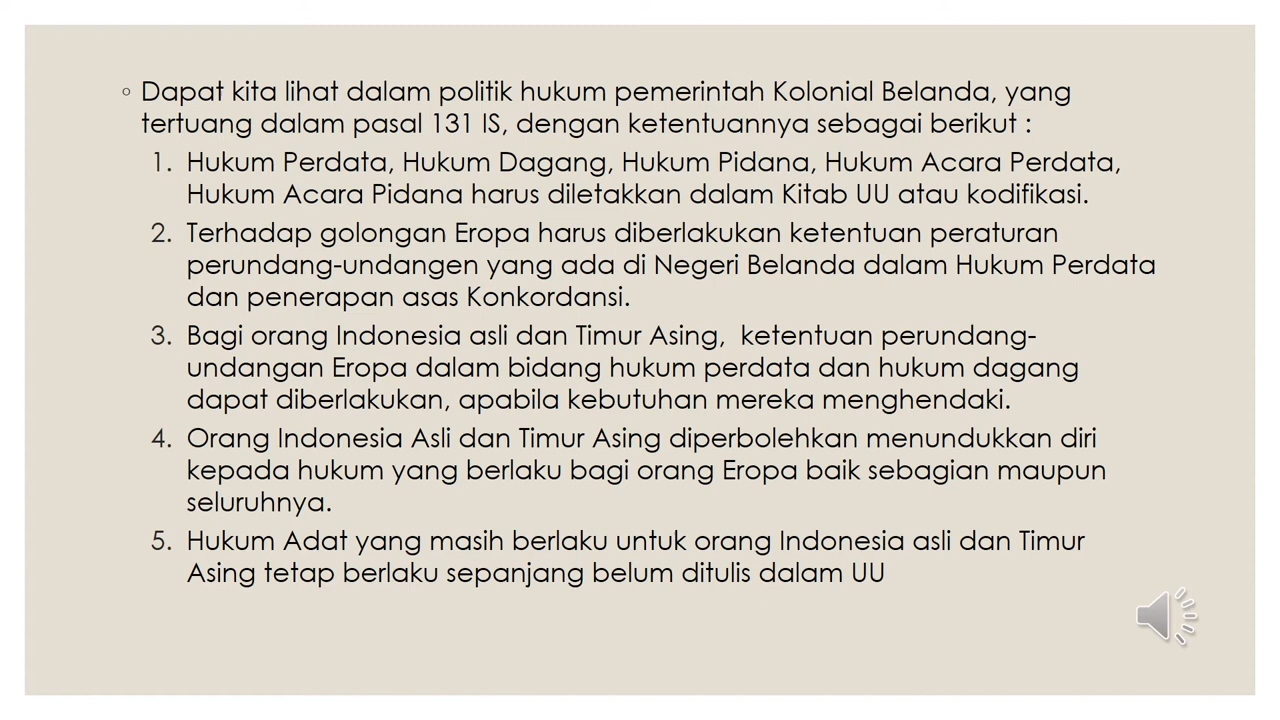 ◦ Dapat kita lihat dalam politik hukum pemerintah Kolonial Belanda, yang
tertuang dalam pasal 131 IS, dengan ketentuannya sebagai berikut :
1. Hukum Perdata, Hukum Dagang, Hukum Pidana, Hukum Acara Perdata,
Hukum Acara Pidana harus diletakkan dalam Kitab UU atau kodifikasi.
2. Terhadap golongan Eropa harus diberlakukan ketentuan peraturan
perundang-undangen yang ada di Negeri Belanda dalam Hukum Perdata
dan penerapan asas Konkordansi.
3. Bagi orang Indonesia asli dan Timur Asing,  ketentuan perundang-
undangan Eropa dalam bidang hukum perdata dan hukum dagang
dapat diberlakukan, apabila kebutuhan mereka menghendaki.
4. Orang Indonesia Asli dan Timur Asing diperbolehkan menundukkan diri
kepada hukum yang berlaku bagi orang Eropa baik sebagian maupun
seluruhnya.
5. Hukum Adat yang masih berlaku untuk orang Indonesia asli dan Timur
Asing tetap berlaku sepanjang belum ditulis dalam UU